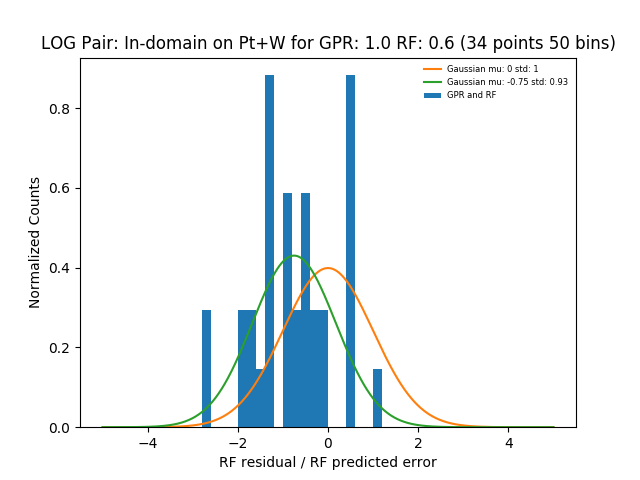 LOG Pair: In-domain on Pt+W for GPR: 1.0 RF: 0.6 (34 points 50 bins)
Gaussian mu: 0 std: 1
Gaussian mu: -0.75 std: 0.93
GPR and RF
Normalized Counts
0.8
0.6
0.4
0.2
0.0
−4 −2 0 2 4
RF residual / RF predicted error